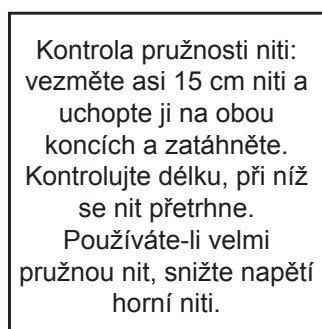 Kontrola pružnosti niti:
vezměte asi 15 cm niti a
uchopte ji na obou
koncích a zatáhněte.
Kontrolujte délku, při níž
se nit přetrhne.
Používáte-li velmi
pružnou nit, snižte napětí
horní niti.